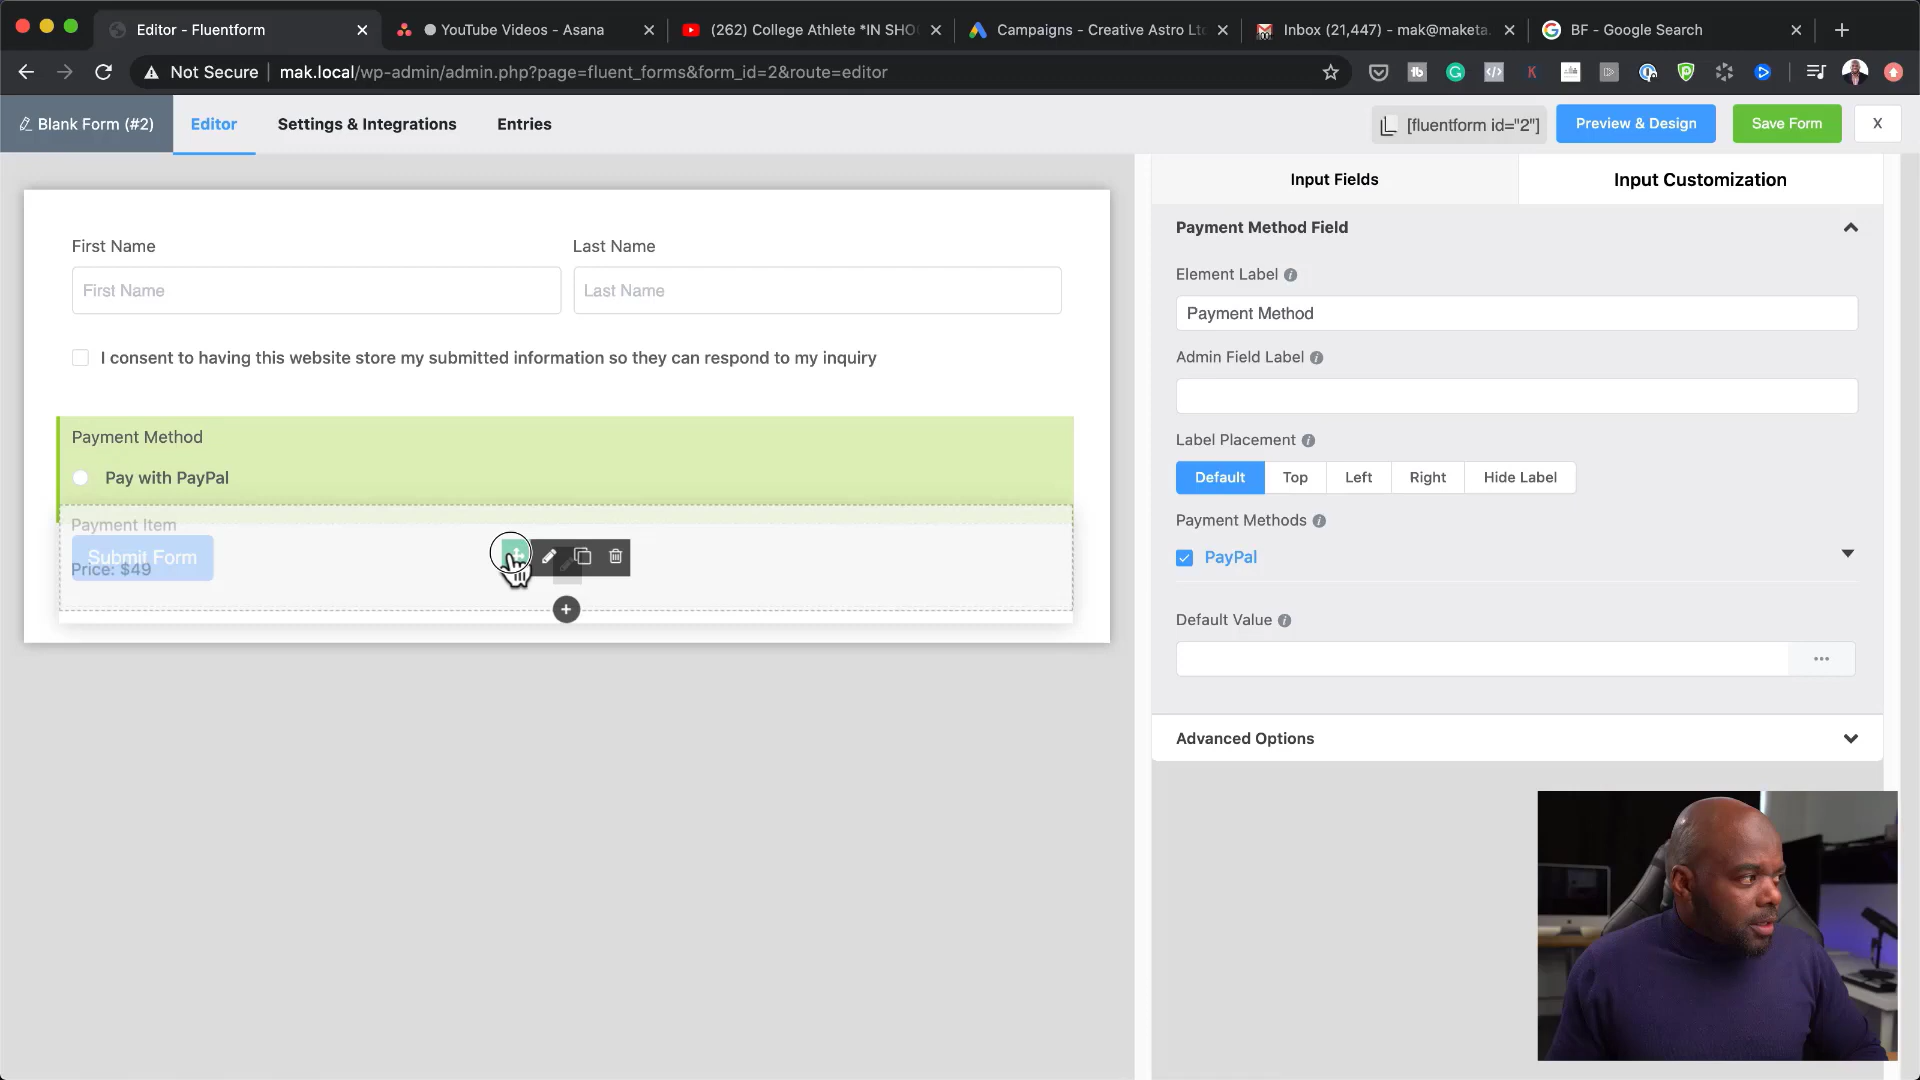 Editor - Fluentform
YouTube Videos - Asana
(262) College Athlete *IN SHO
Campaigns - Creative Astro Ltd
Inbox (21,447) - mak@maketa.
BF - Google Search
Not Secure
mak.local/wp-admin/admin.php?page=fluent_forms&form_id=2&route=editor
Blank Form (#2)
Editor
Settings & Integrations
Entries
[fluentform id="2"]
Preview & Design
Save Form
X
Input Fields
Input Customization
First Name
Last Name
First Name
Last Name
I consent to having this website store my submitted information so they can respond to my inquiry
Payment Method
Pay with PayPal
Payment Item
Submit Form
Price: $49
Payment Method Field
Element Label
Payment Method
Admin Field Label
Label Placement
Default
Top
Left
Right
Hide Label
Payment Methods
PayPal
Default Value
Advanced Options